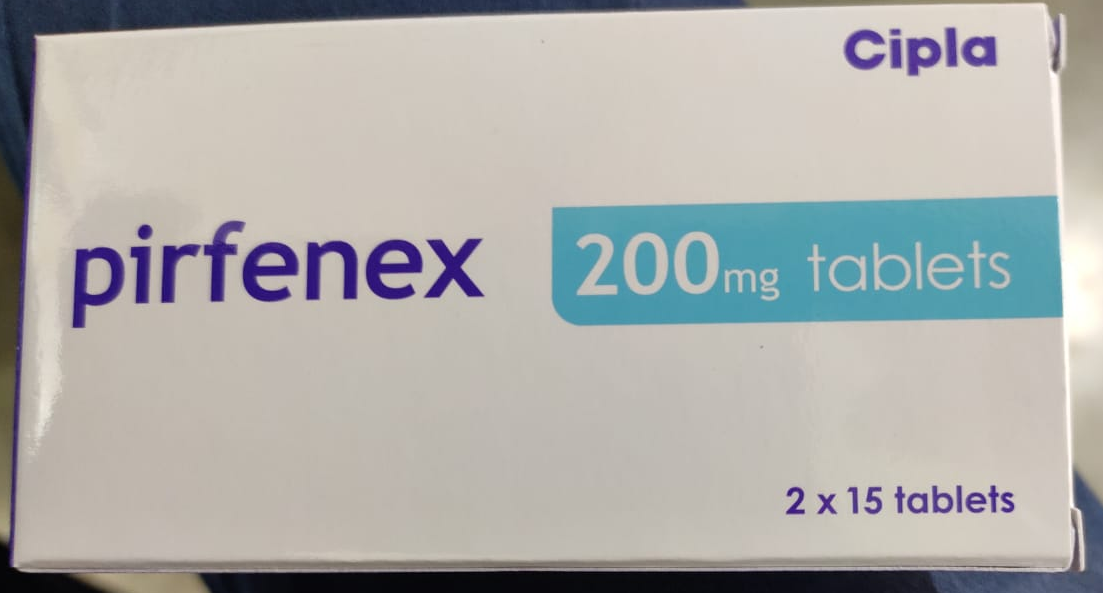 Cipla
pirfenex 200mg tablets
2 x 15 tablets